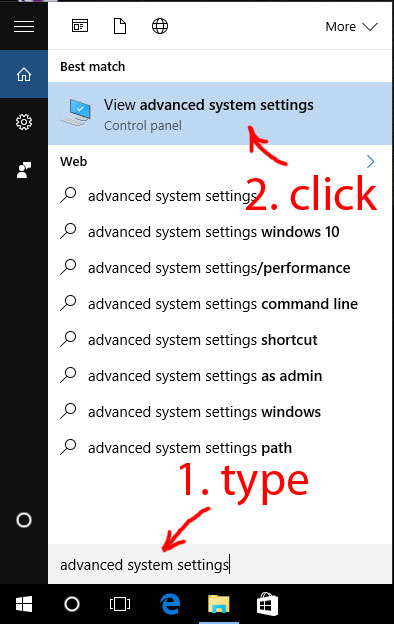 More
Best match
View advanced system settings
Control panel
Web
advanced system settings
2. click
advanced system settings windows 10
advanced system settings/performance
advanced system settings command line
advanced system settings shortcut
advanced system settings as admin
advanced system settings windows
advanced system settings path
1. type
advanced system settings